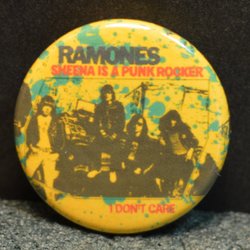 RAMONES
SHEENA IS A PUNK ROCKER
I DON'T CARE